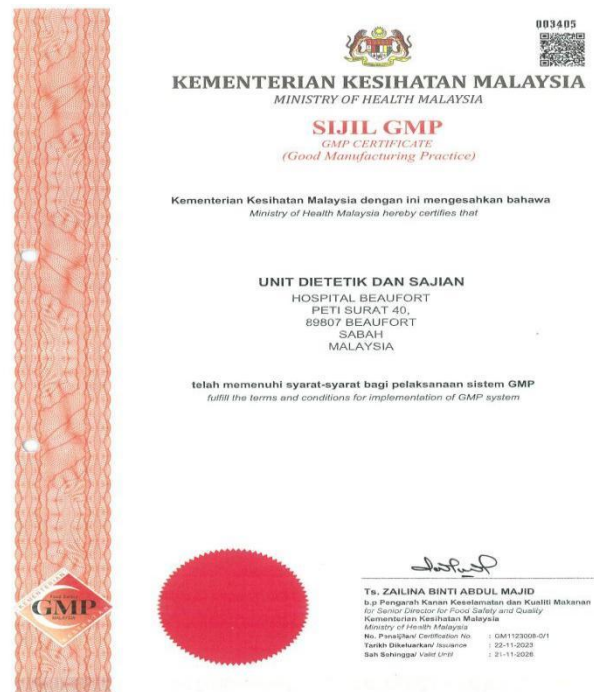 003405
KEMENTERIAN KESIHATAN MALAYSIA
MINISTRY OF HEALTH MALAYSIA
SIJIL GMP
GMP CERTIFICATE
(Good Manufacturing Practice)
Kementerian Kesihatan Malaysia dengan ini mengesahkan bahawa
Ministry of Health Malaysia hereby certifies that
UNIT DIETETIK DAN SAJIAN
HOSPITAL BEAUFORT
PETI SURAT 40,
89807 BEAUFORT
SABAH
MALAYSIA
telah memenuhi syarat-syarat bagi pelaksanaan sistem GMP
fulfill the terms and conditions for implementation of GMP system
Food Safety
GMP
MALAYSIA
Ts. ZAILINA BINTI ABDUL MAJID
b.p Pengarah Kanan Keselamatan dan Kualiti Makanan
for Senior Director for Food Safety and Quality
Kementerian Kesihatan Malaysia
Ministry of Health Malaysia
No. Pensijilan/ Certification No. :
Tarikh Dikeluarkan/ Issuance : 22-11-2023
Sah Sehingga/ Valid Until : 21-11-2026